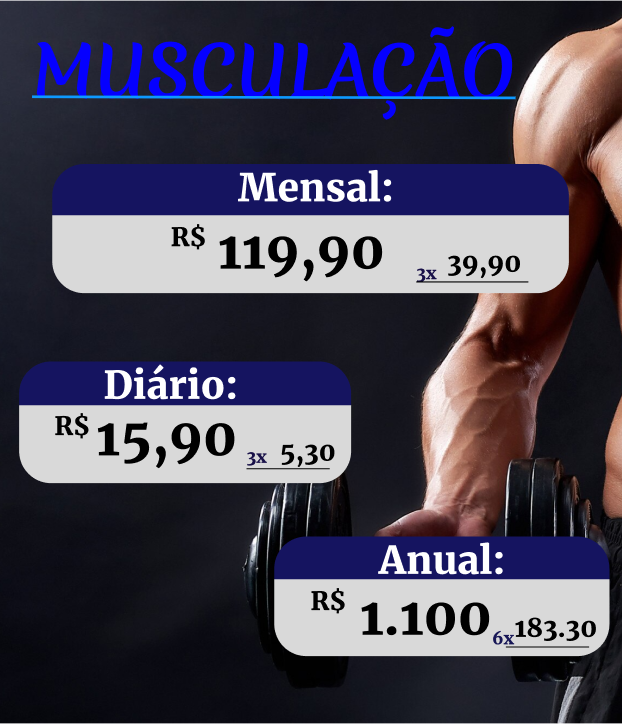 MUSCULAÇÃO
Mensal:
R$ 119,90 3x 39,90
Diário:
R$ 15,90 3x 5,30
Anual:
R$ 1.100 6x 183.30